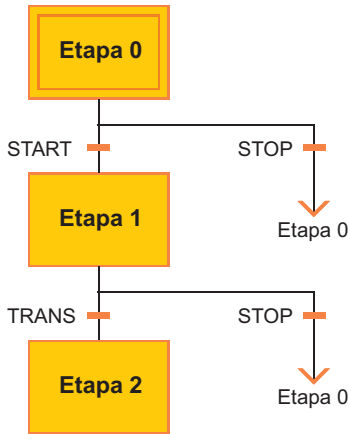 Etapa 0
START
STOP
Etapa 1
Etapa 0
TRANS
STOP
Etapa 2
Etapa 0